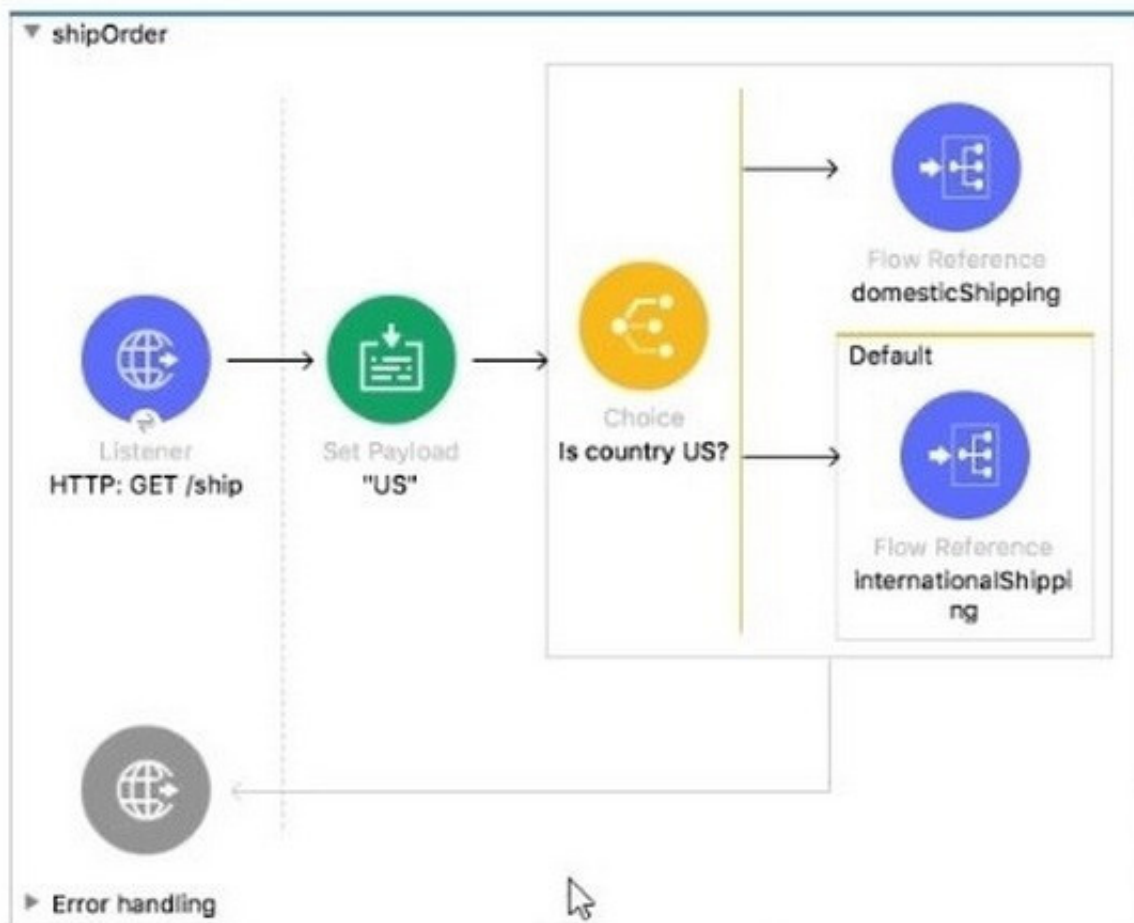 shipOrder
Flow Reference
domesticShipping
Default
Listener
HTTP: GET /ship
Set Payload
"US"
Choice
Is country US?
Flow Reference
internationalShippi
ng
Error handling